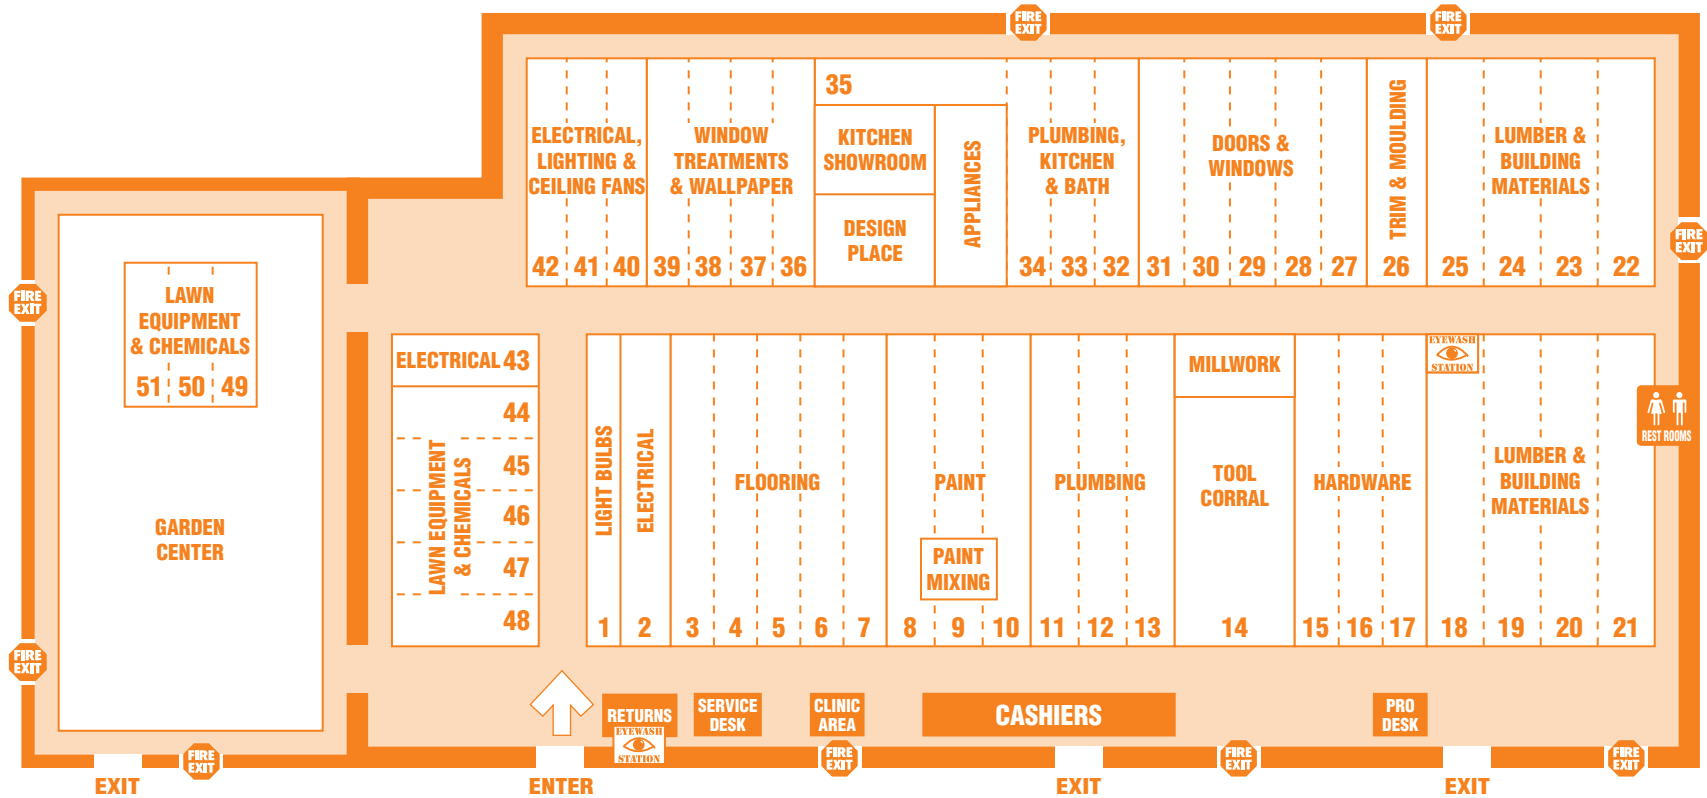 FIRE
EXIT
FIRE
EXIT
35
ELECTRICAL,
LIGHTING &
CEILING FANS
WINDOW
TREATMENTS
& WALLPAPER
KITCHEN
SHOWROOM
DESIGN
PLACE
APPLIANCES
PLUMBING,
KITCHEN
& BATH
DOORS &
WINDOWS
TRIM & MOULDING
LUMBER &
BUILDING
MATERIALS
42 41 40 39 38 37 36 34 33 32 31 30 29 28 27 26 25 24 23 22
FIRE
EXIT
FIRE
EXIT
LAWN
EQUIPMENT
& CHEMICALS
51 50 49
GARDEN
CENTER
FIRE
EXIT
ELECTRICAL 43
44
45
46
47
48
LAWN EQUIPMENT
& CHEMICALS
LIGHT BULBS
ELECTRICAL
FLOORING
PAINT
PAINT
MIXING
PLUMBING
MILLWORK
TOOL
CORRAL
HARDWARE
EYEWASH
STATION
LUMBER &
BUILDING
MATERIALS
REST ROOMS
1 2 3 4 5 6 7 8 9 10 11 12 13 14 15 16 17 18 19 20 21
RETURNS
EYEWASH
STATION
SERVICE
DESK
CLINIC
AREA
CASHIERS
PRO
DESK
FIRE
EXIT
FIRE
EXIT
FIRE
EXIT
FIRE
EXIT
EXIT
ENTER
EXIT
EXIT